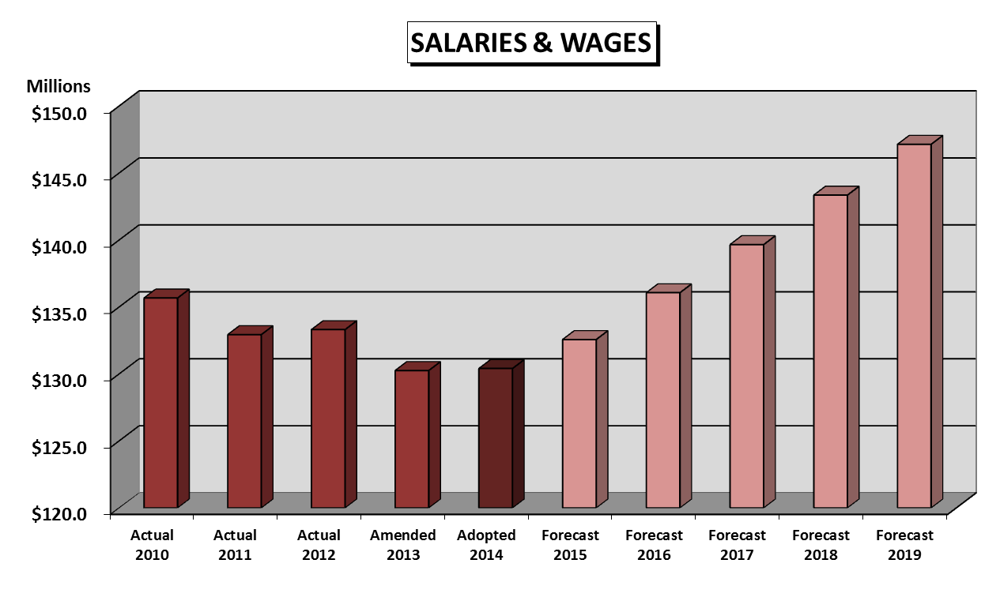 SALARIES & WAGES
Millions
$150.0
$145.0
$140.0
$135.0
$130.0
$125.0
$120.0
Actual Actual Actual Amended Adopted Forecast Forecast Forecast Forecast Forecast
2010 2011 2012 2013 2014 2015 2016 2017 2018 2019